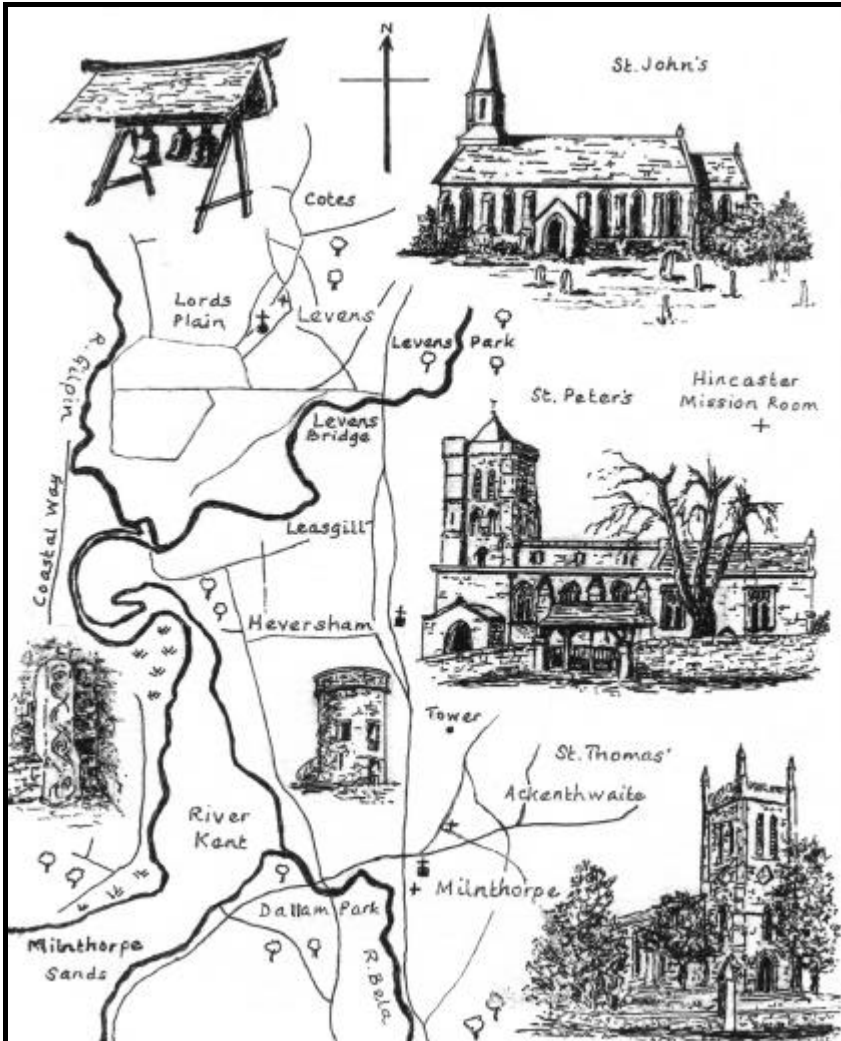 N
St. John's
Cotes
Lords
Plain
Levens
R. Gilpin
Levens Park
St. Peter's
Hincaster
Mission Room
Levens
Bridge
Coastal Way
Leasgill
Heversham
Tower
St. Thomas'
Ackenthwaite
River
Kent
Milnthorpe
Dallam Park
Milnthorpe
Sands
R. Bela